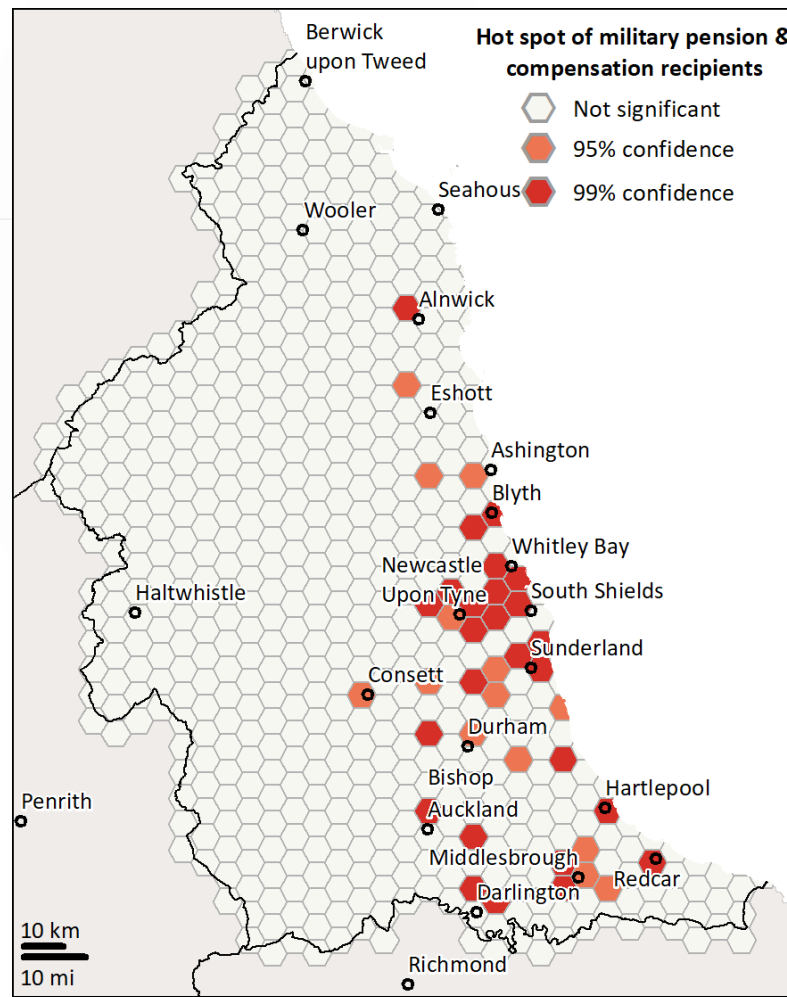 Berwick
upon Tweed
Hot spot of military pension &
compensation recipients
Not significant
95% confidence
99% confidence
Seahous
Wooler
Alnwick
Eshott
Ashington
Blyth
Whitley Bay
Newcastle
Upon Tyne
South Shields
Haltwhistle
Sunderland
Consett
Durham
Bishop
Auckland
Hartlepool
Penrith
Middlesbrough
Redcar
Darlington
10 km
10 mi
Richmond